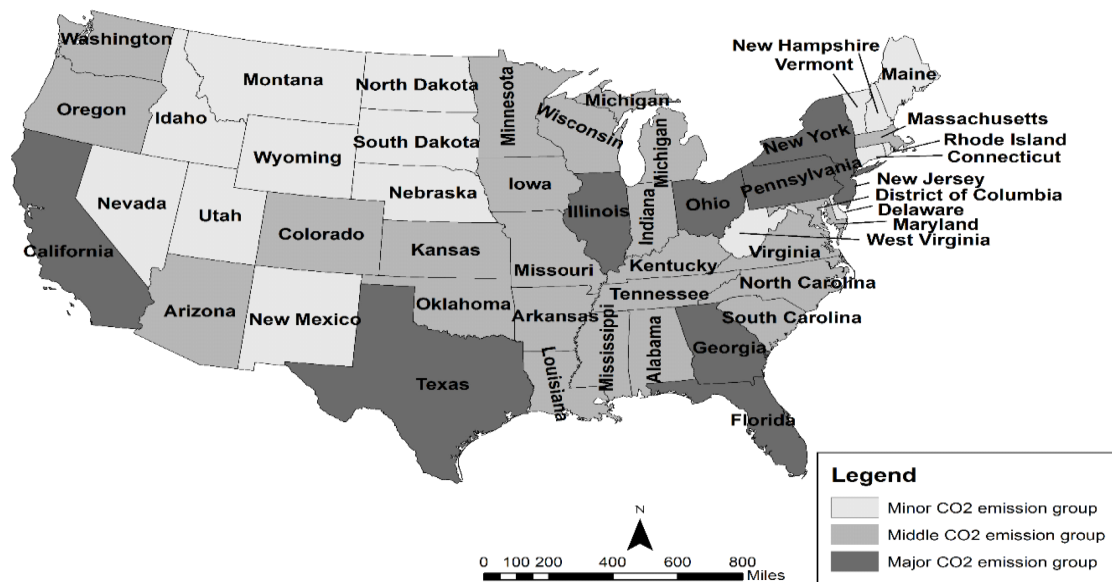 Washington
Oregon
California
Nevada
Idaho
Montana
Wyoming
Utah
Colorado
Arizona
New Mexico
North Dakota
South Dakota
Nebraska
Kansas
Oklahoma
Texas
Minnesota
Iowa
Missouri
Arkansas
Louisiana
Wisconsin
Michigan
Michigan
Illinois
Indiana
Ohio
Kentucky
Tennessee
Mississippi
Alabama
Georgia
Florida
New Hampshire
Vermont
Maine
Massachusetts
Rhode Island
Connecticut
New York
Pennsylvania
New Jersey
District of Columbia
Delaware
Maryland
West Virginia
Virginia
North Carolina
South Carolina
Legend
Minor CO2 emission group
Middle CO2 emission group
Major CO2 emission group
N
0 100 200 400 600 800
Miles